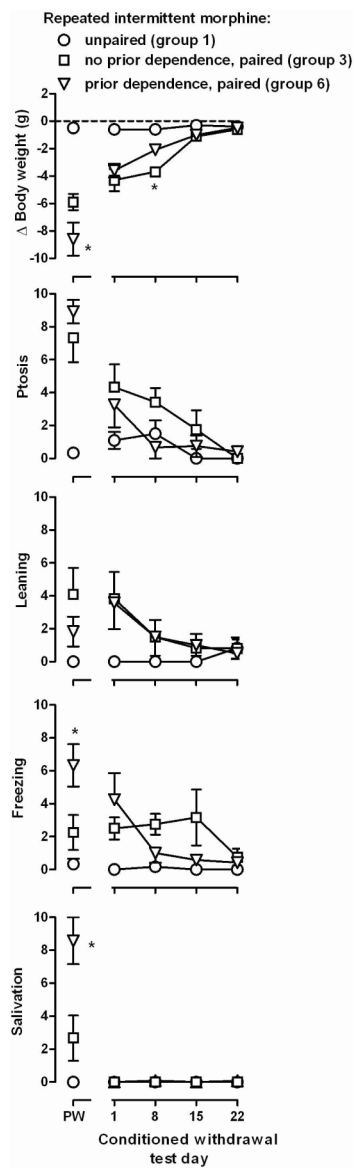 Repeated intermittent morphine:
unpaired (group 1)
no prior dependence, paired (group 3)
prior dependence, paired (group 6)
2
0
-2
-4
-6
-8
-10
Δ Body weight (g)
*
*
10
8
6
4
2
0
Ptosis
10
8
6
4
2
0
Leaning
10
8
6
4
2
0
Freezing
*
10
8
6
4
2
0
Salivation
*
PW 1 8 15 22
Conditioned withdrawal
test day